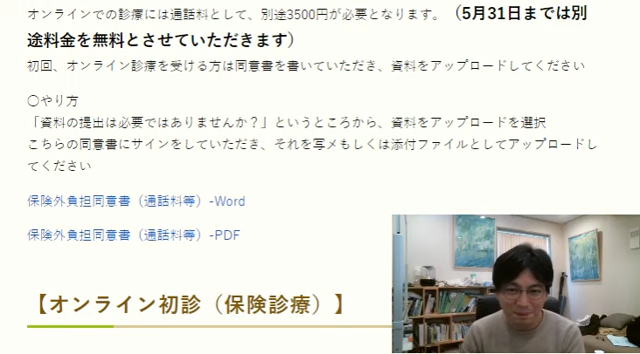 オンラインでの診療には通話料として、別途3500円が必要となります。（5月31日までは別
途料金を無料とさせていただきます）
初回、オンライン診療を受ける方は同意書を書いていただき、資料をアップロードしてください
〇やり方
「資料の提出は必要ではありませんか？」というところから、資料をアップロードを選択
こちらの同意書にサインをしていただき、それを写メもしくは添付ファイルとしてアップロードし
てください
保険外負担同意書（通話料等）-Word
保険外負担同意書（通話料等）-PDF
【オンライン初診（保険診療）】